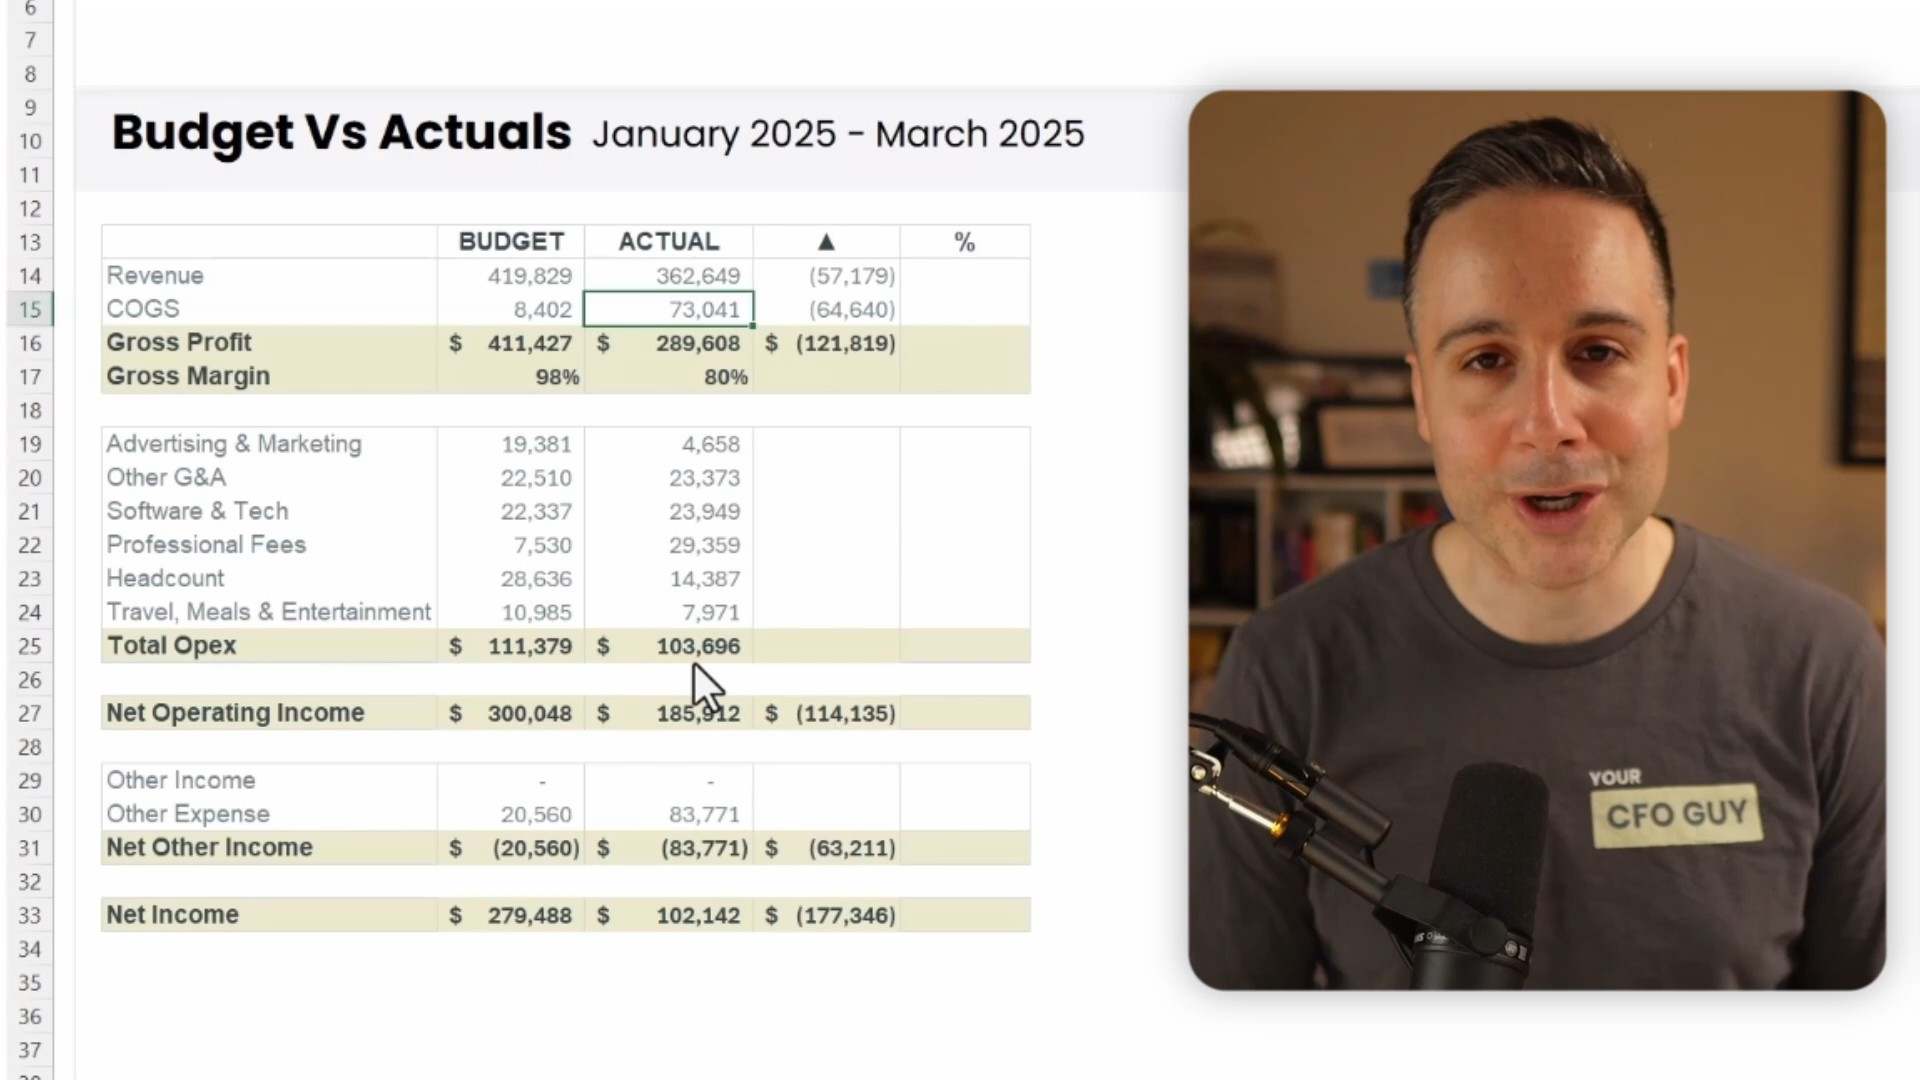 6
7
8
9
10
11
12
13
14
15
16
17
18
19
20
21
22
23
24
25
26
27
28
29
30
31
32
33
34
35
36
37
Budget Vs Actuals January 2025 - March 2025
BUDGET ACTUAL ▲ %
Revenue 419,829 362,649 (57,179)
COGS 8,402 73,041 (64,640)
Gross Profit $ 411,427 $ 289,608 $ (121,819)
Gross Margin 98% 80%
Advertising & Marketing 19,381 4,658
Other G&A 22,510 23,373
Software & Tech 22,337 23,949
Professional Fees 7,530 29,359
Headcount 28,636 14,387
Travel, Meals & Entertainment 10,985 7,971
Total Opex $ 111,379 $ 103,696
Net Operating Income $ 300,048 $ 185,912 $ (114,135)
Other Income - -
Other Expense 20,560 83,771
Net Other Income $ (20,560) $ (83,771) $ (63,211)
Net Income $ 279,488 $ 102,142 $ (177,346)
YOUR
CFO GUY